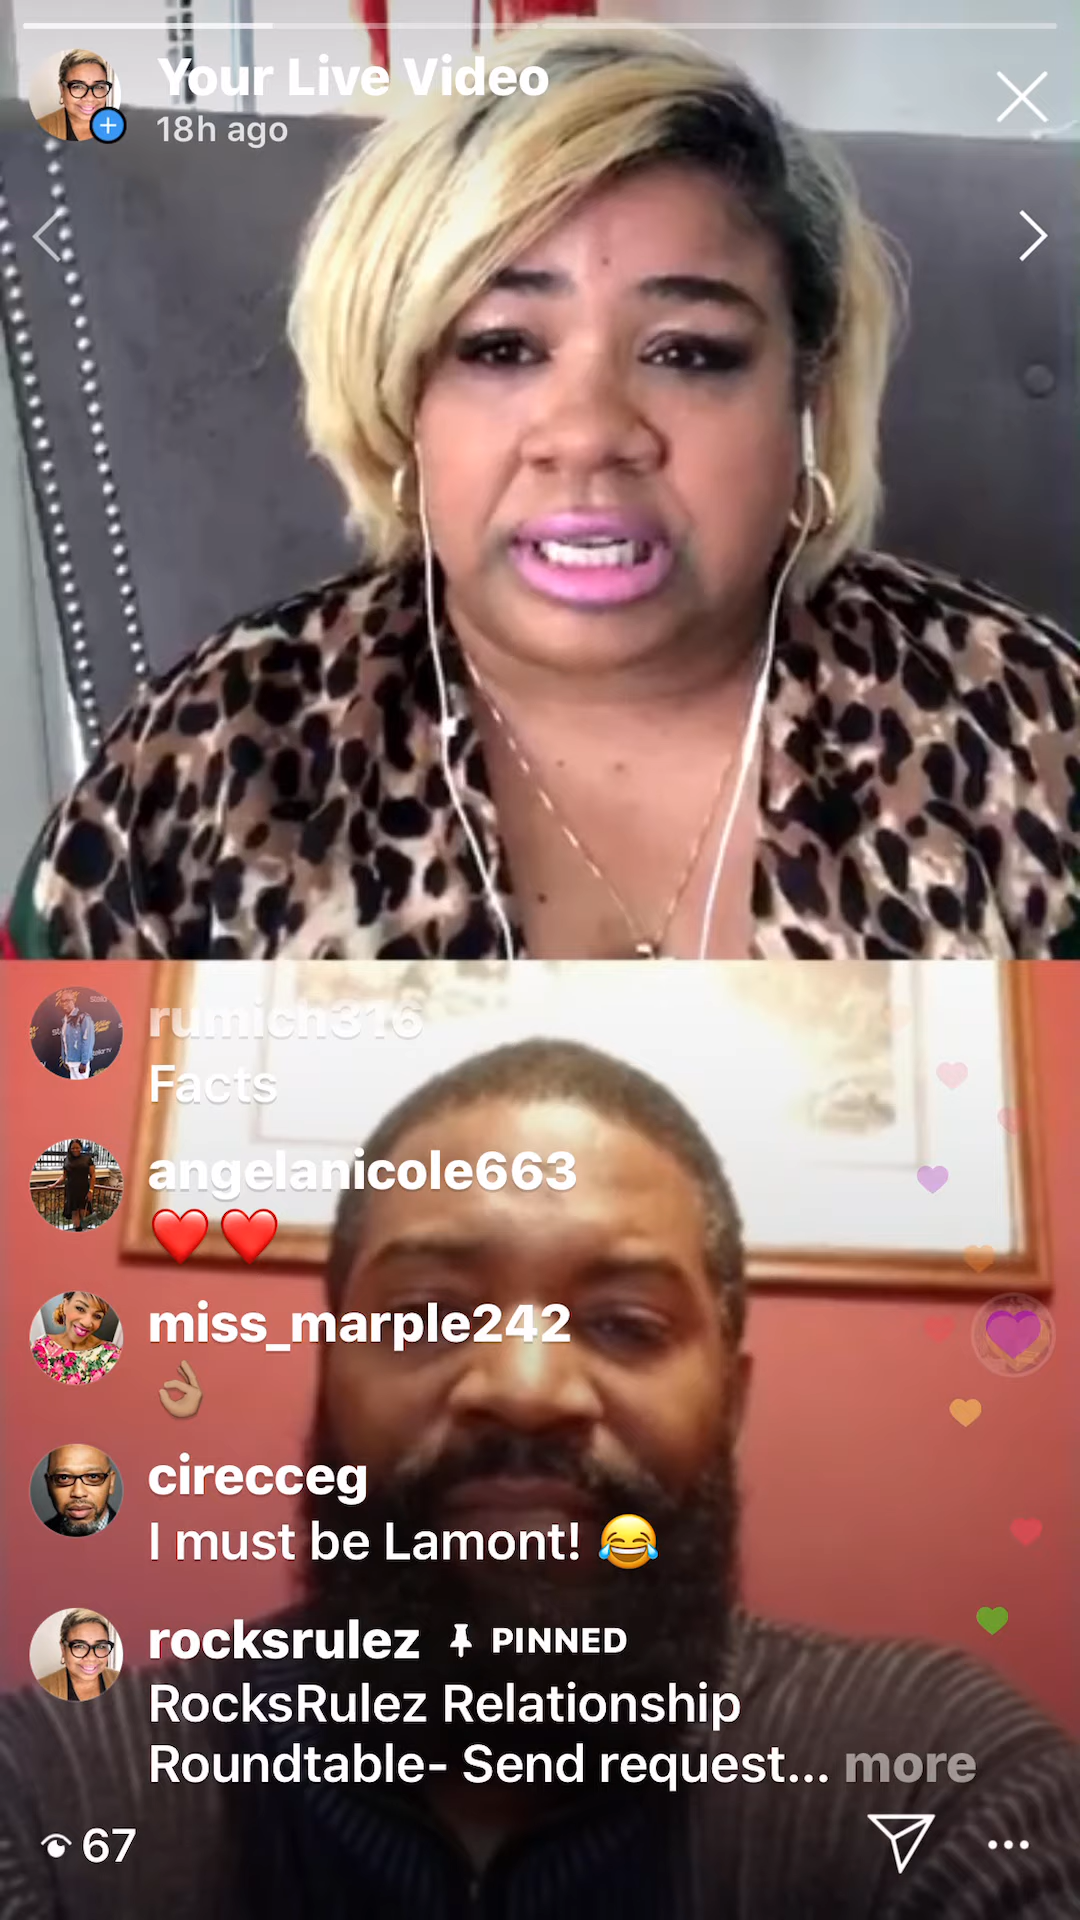 Your Live Video
18h ago
rumich316
Facts
angelanicole663
❤️❤️
miss_marple242
👌🏽
cirecceg
I must be Lamont! 😂
rocksrulez PINNED
RocksRulez Relationship
Roundtable- Send request... more
67